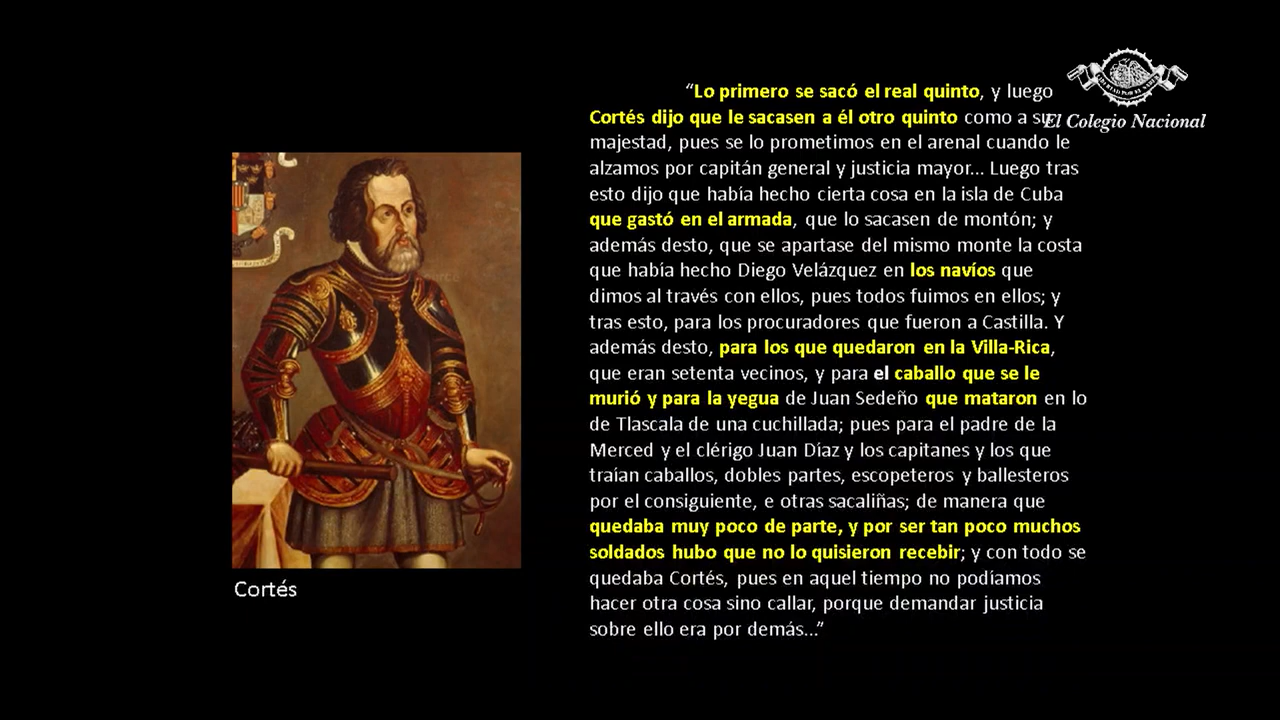 “Lo primero se sacó el real quinto, y luego
Cortés dijo que le sacasen a él otro quinto como a su
majestad, pues se lo prometimos en el arenal cuando le
alzamos por capitán general y justicia mayor... Luego tras
esto dijo que había hecho cierta cosa en la isla de Cuba
que gastó en el armada, que lo sacasen de montón; y
además desto, que se apartase del mismo monte la costa
que había hecho Diego Velázquez en los navíos que
dimos al través con ellos, pues todos fuimos en ellos; y
tras esto, para los procuradores que fueron a Castilla. Y
además desto, para los que quedaron en la Villa-Rica,
que eran setenta vecinos, y para el caballo que se le
murió y para la yegua de Juan Sedeño que mataron en lo
de Tlascala de una cuchillada; pues para el padre de la
Merced y el clérigo Juan Díaz y los capitanes y los que
traían caballos, dobles partes, escopeteros y ballesteros
por el consiguiente, e otras sacaliñas; de manera que
quedaba muy poco de parte, y por ser tan poco muchos
soldados hubo que no lo quisieron recebir; y con todo se
quedaba Cortés, pues en aquel tiempo no podíamos
hacer otra cosa sino callar, porque demandar justicia
sobre ello era por demás...”
Cortés
El Colegio Nacional